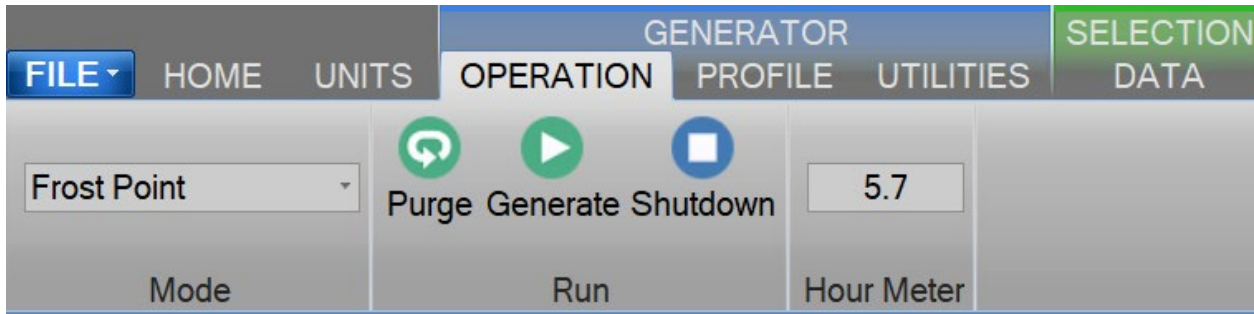 GENERATOR SELECTION
FILE HOME UNITS OPERATION PROFILE UTILITIES DATA
Frost Point
Purge Generate Shutdown
5.7
Mode Run Hour Meter